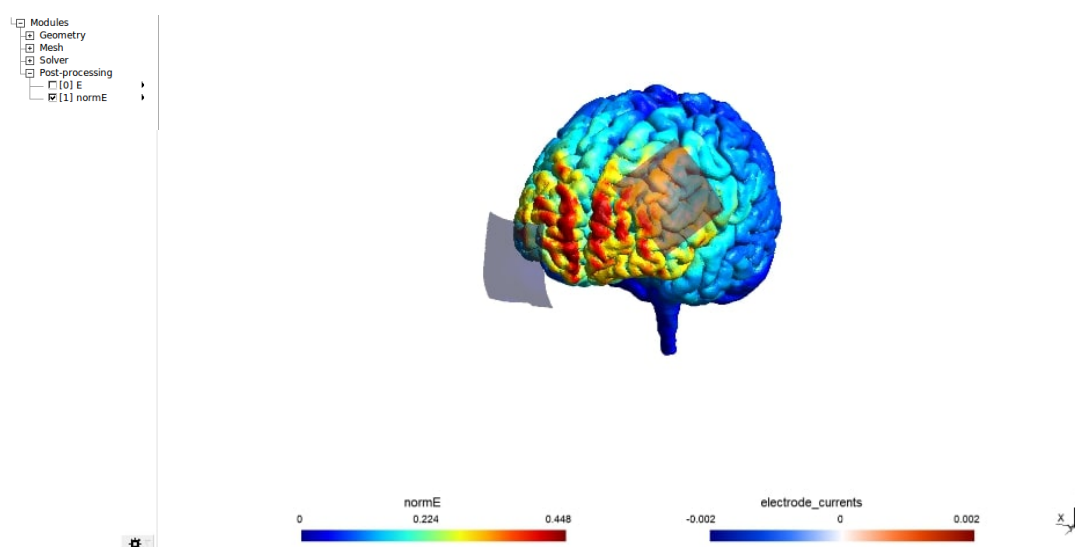 Modules
Geometry
Mesh
Solver
Post-processing
[0] E
[1] normE
normE
0 0.224 0.448
electrode_currents
-0.002 0 0.002
X